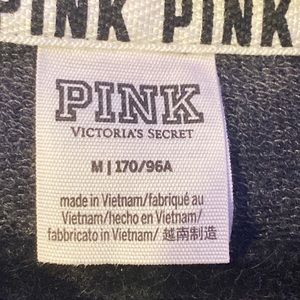 PINK PINK
PINK
VICTORIA'S SECRET
M | 170/96A
made in Vietnam/fabriqué au
Vietnam/hecho en Vietnam/
fabbricato in Vietnam/ 越南制造